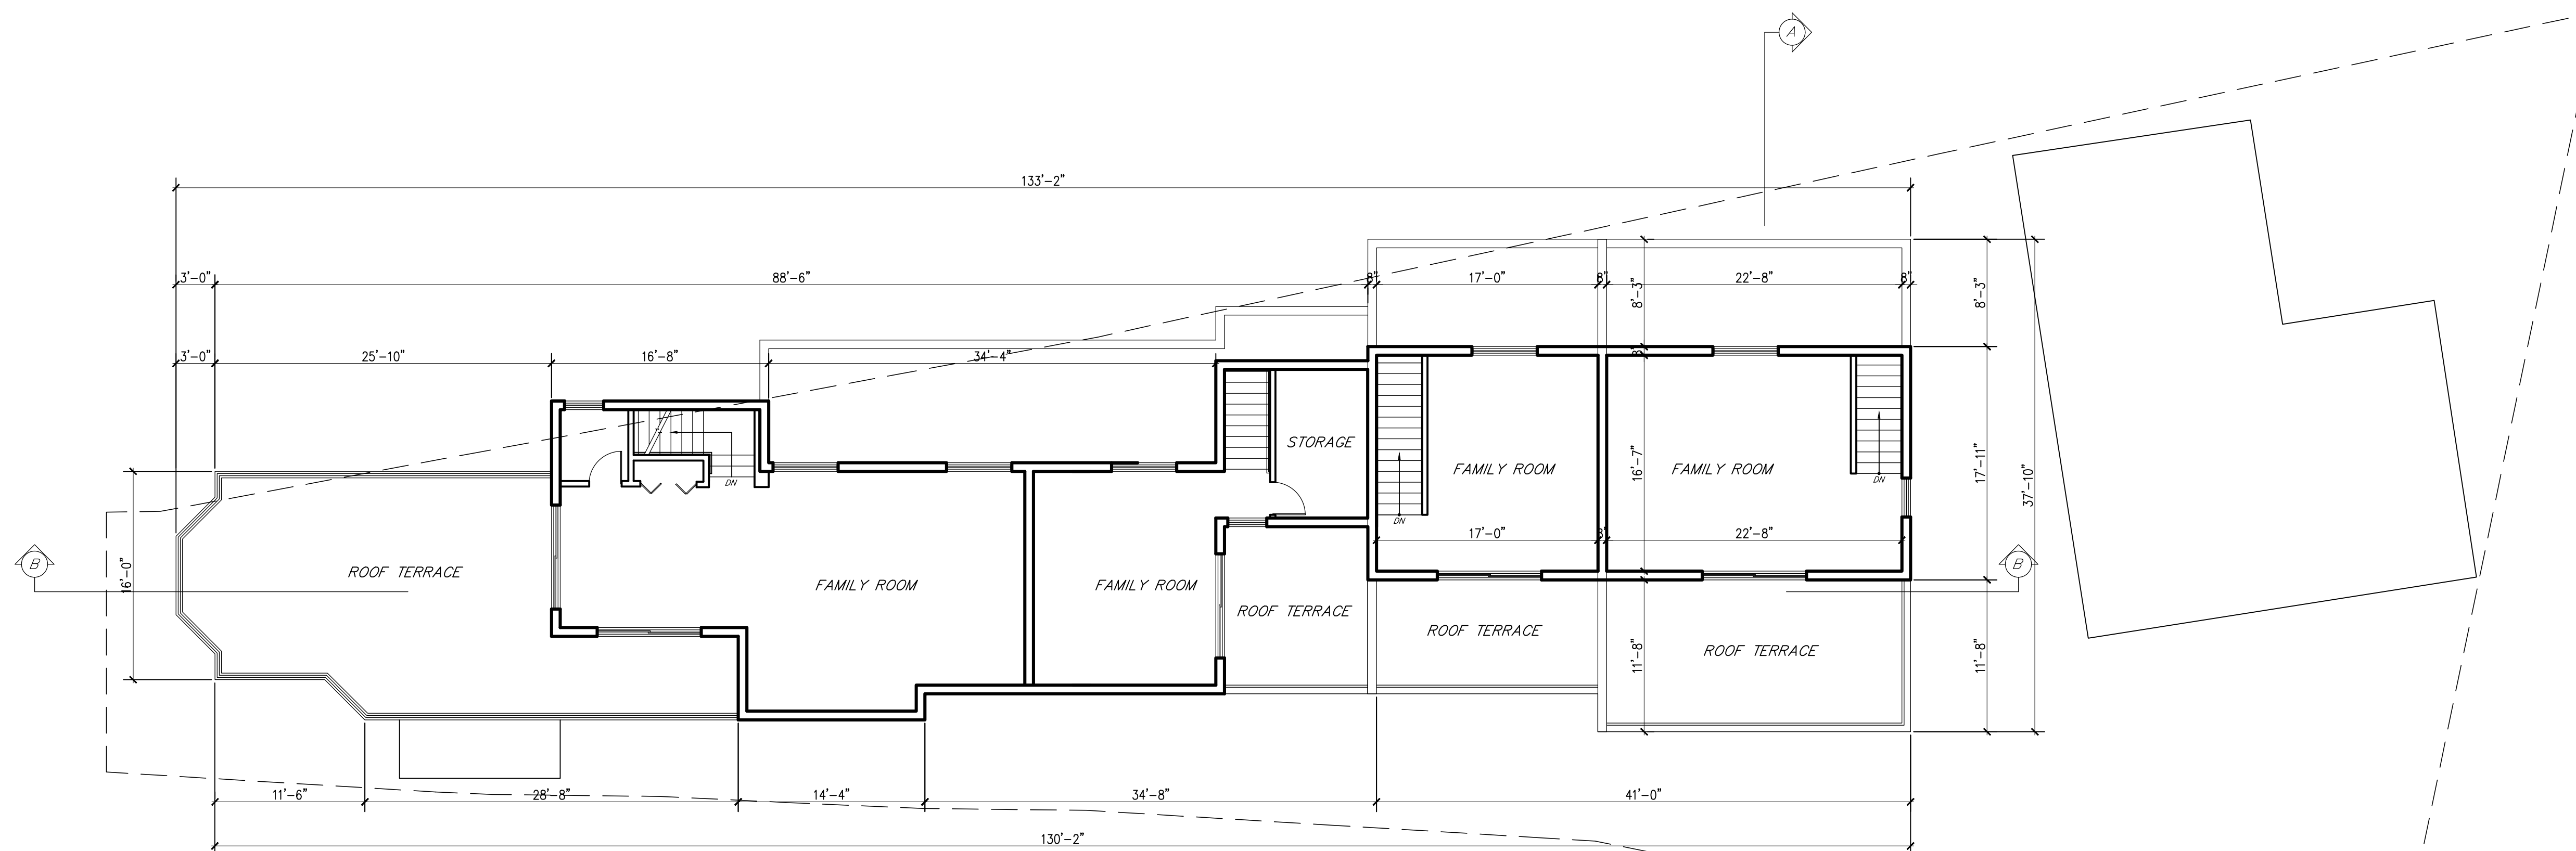 A
133'-2"
3'-0"
88'-6"
8"
17'-0"
8"
22'-8"
8"
8'-3"
8'-3"
3'-0"
25'-10"
16'-8"
34'-4"
8"
STORAGE
FAMILY ROOM
FAMILY ROOM
16'-7"
17'-11"
37'-10"
DN
DN
DN
17'-0"
8"
22'-8"
B
16'-0"
ROOF TERRACE
FAMILY ROOM
FAMILY ROOM
ROOF TERRACE
ROOF TERRACE
ROOF TERRACE
B
11'-8"
11'-8"
11'-6"
28'-8"
14'-4"
34'-8"
41'-0"
130'-2"